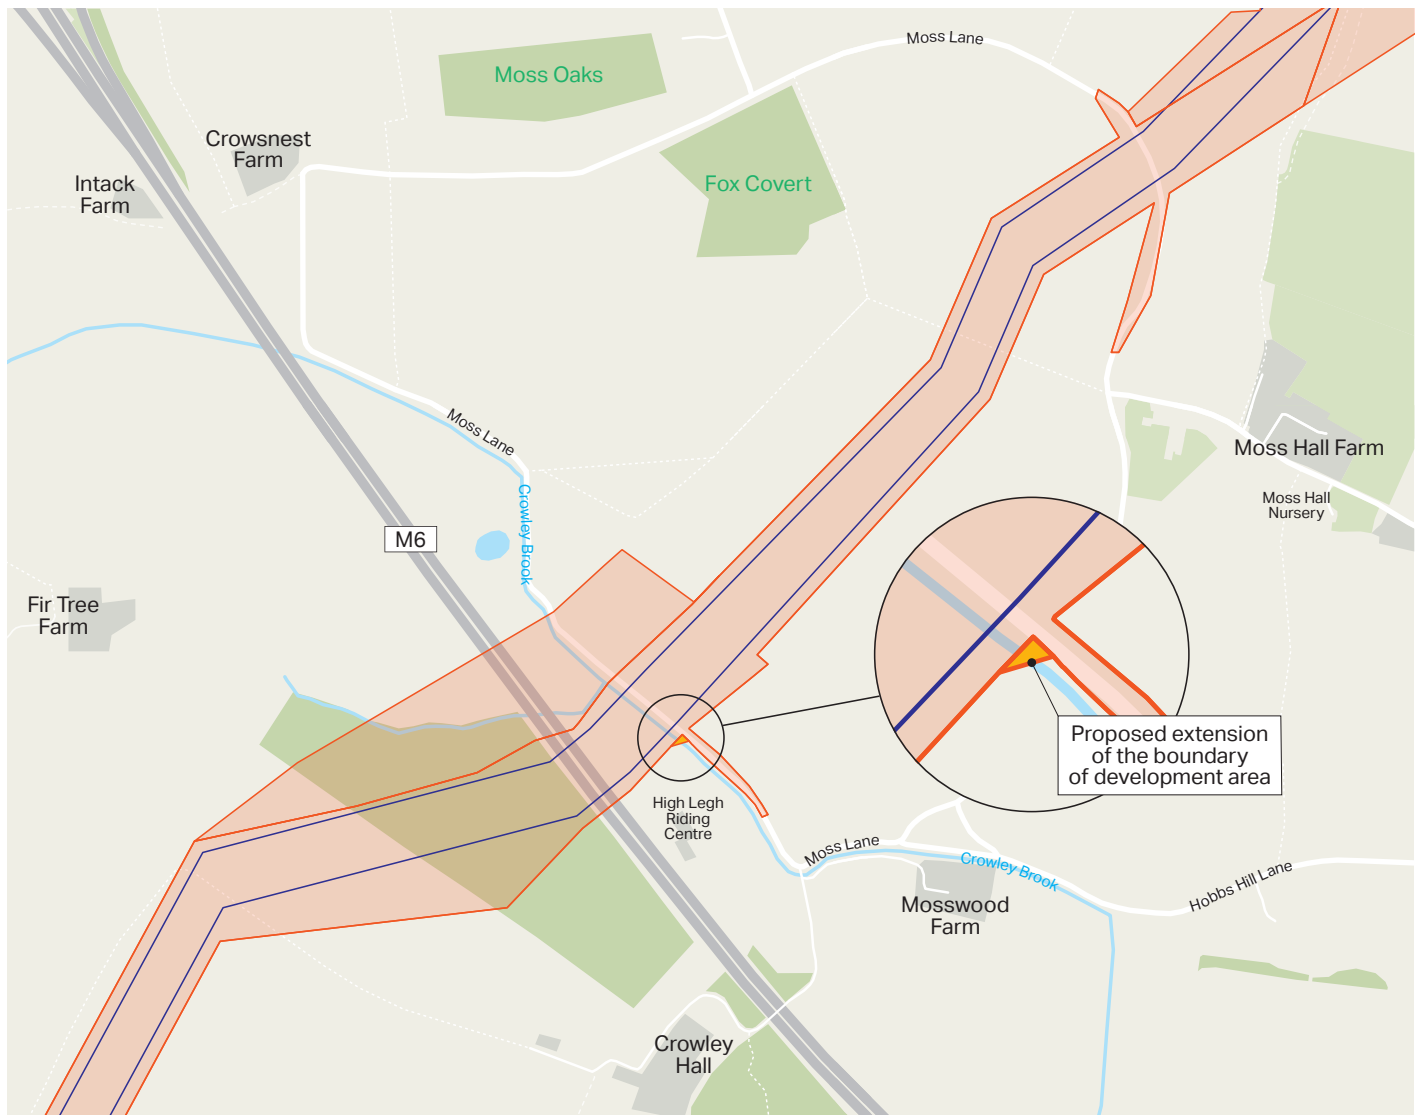 Moss Lane
Moss Oaks
Crowsnest
Farm
Intack
Farm
Fox Covert
Moss Lane
Moss Hall Farm
Crowley Brook
Moss Hall
Nursery
M6
Fir Tree
Farm
Proposed extension
of the boundary
of development area
High Legh
Riding
Centre
Moss Lane
Crowley Brook
Hobbs Hill Lane
Mosswood
Farm
Crowley
Hall